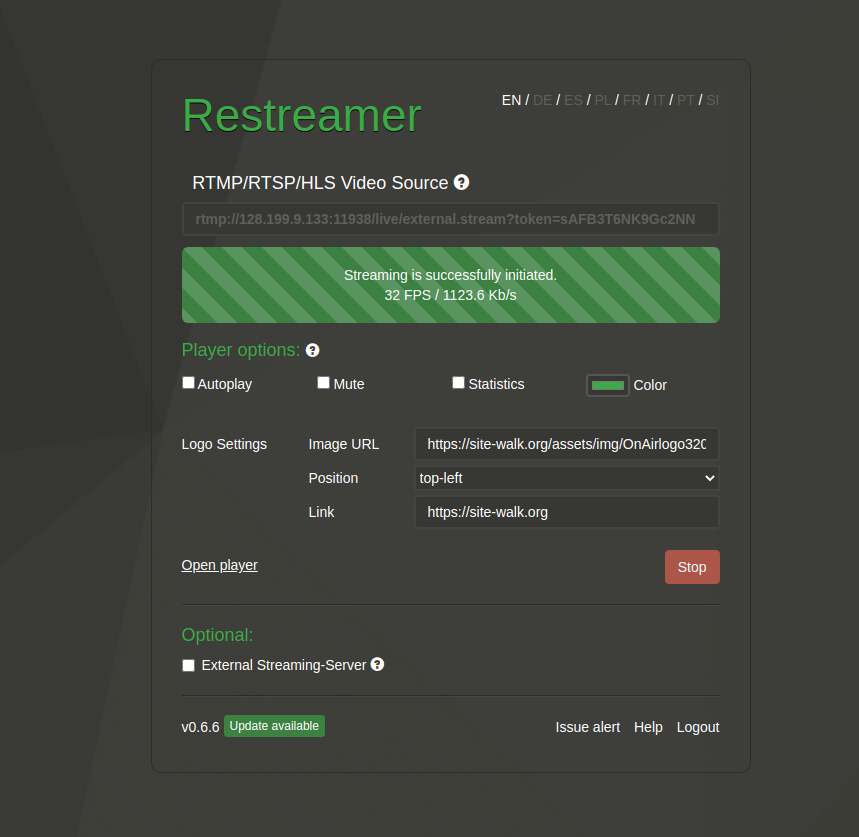 Restreamer
EN / DE / ES / PL / FR / IT / PT / SI
RTMP/RTSP/HLS Video Source ?
rtmp://128.199.9.133:11938/live/external.stream?token=sAFB3T6NK9Gc2NN
Streaming is successfully initiated.
32 FPS / 1123.6 Kb/s
Player options: ?
Autoplay Mute Statistics Color
Logo Settings Image URL https://site-walk.org/assets/img/OnAirlogo320
Position top-left
Link https://site-walk.org
Open player Stop
Optional:
External Streaming-Server ?
v0.6.6 Update available Issue alert Help Logout